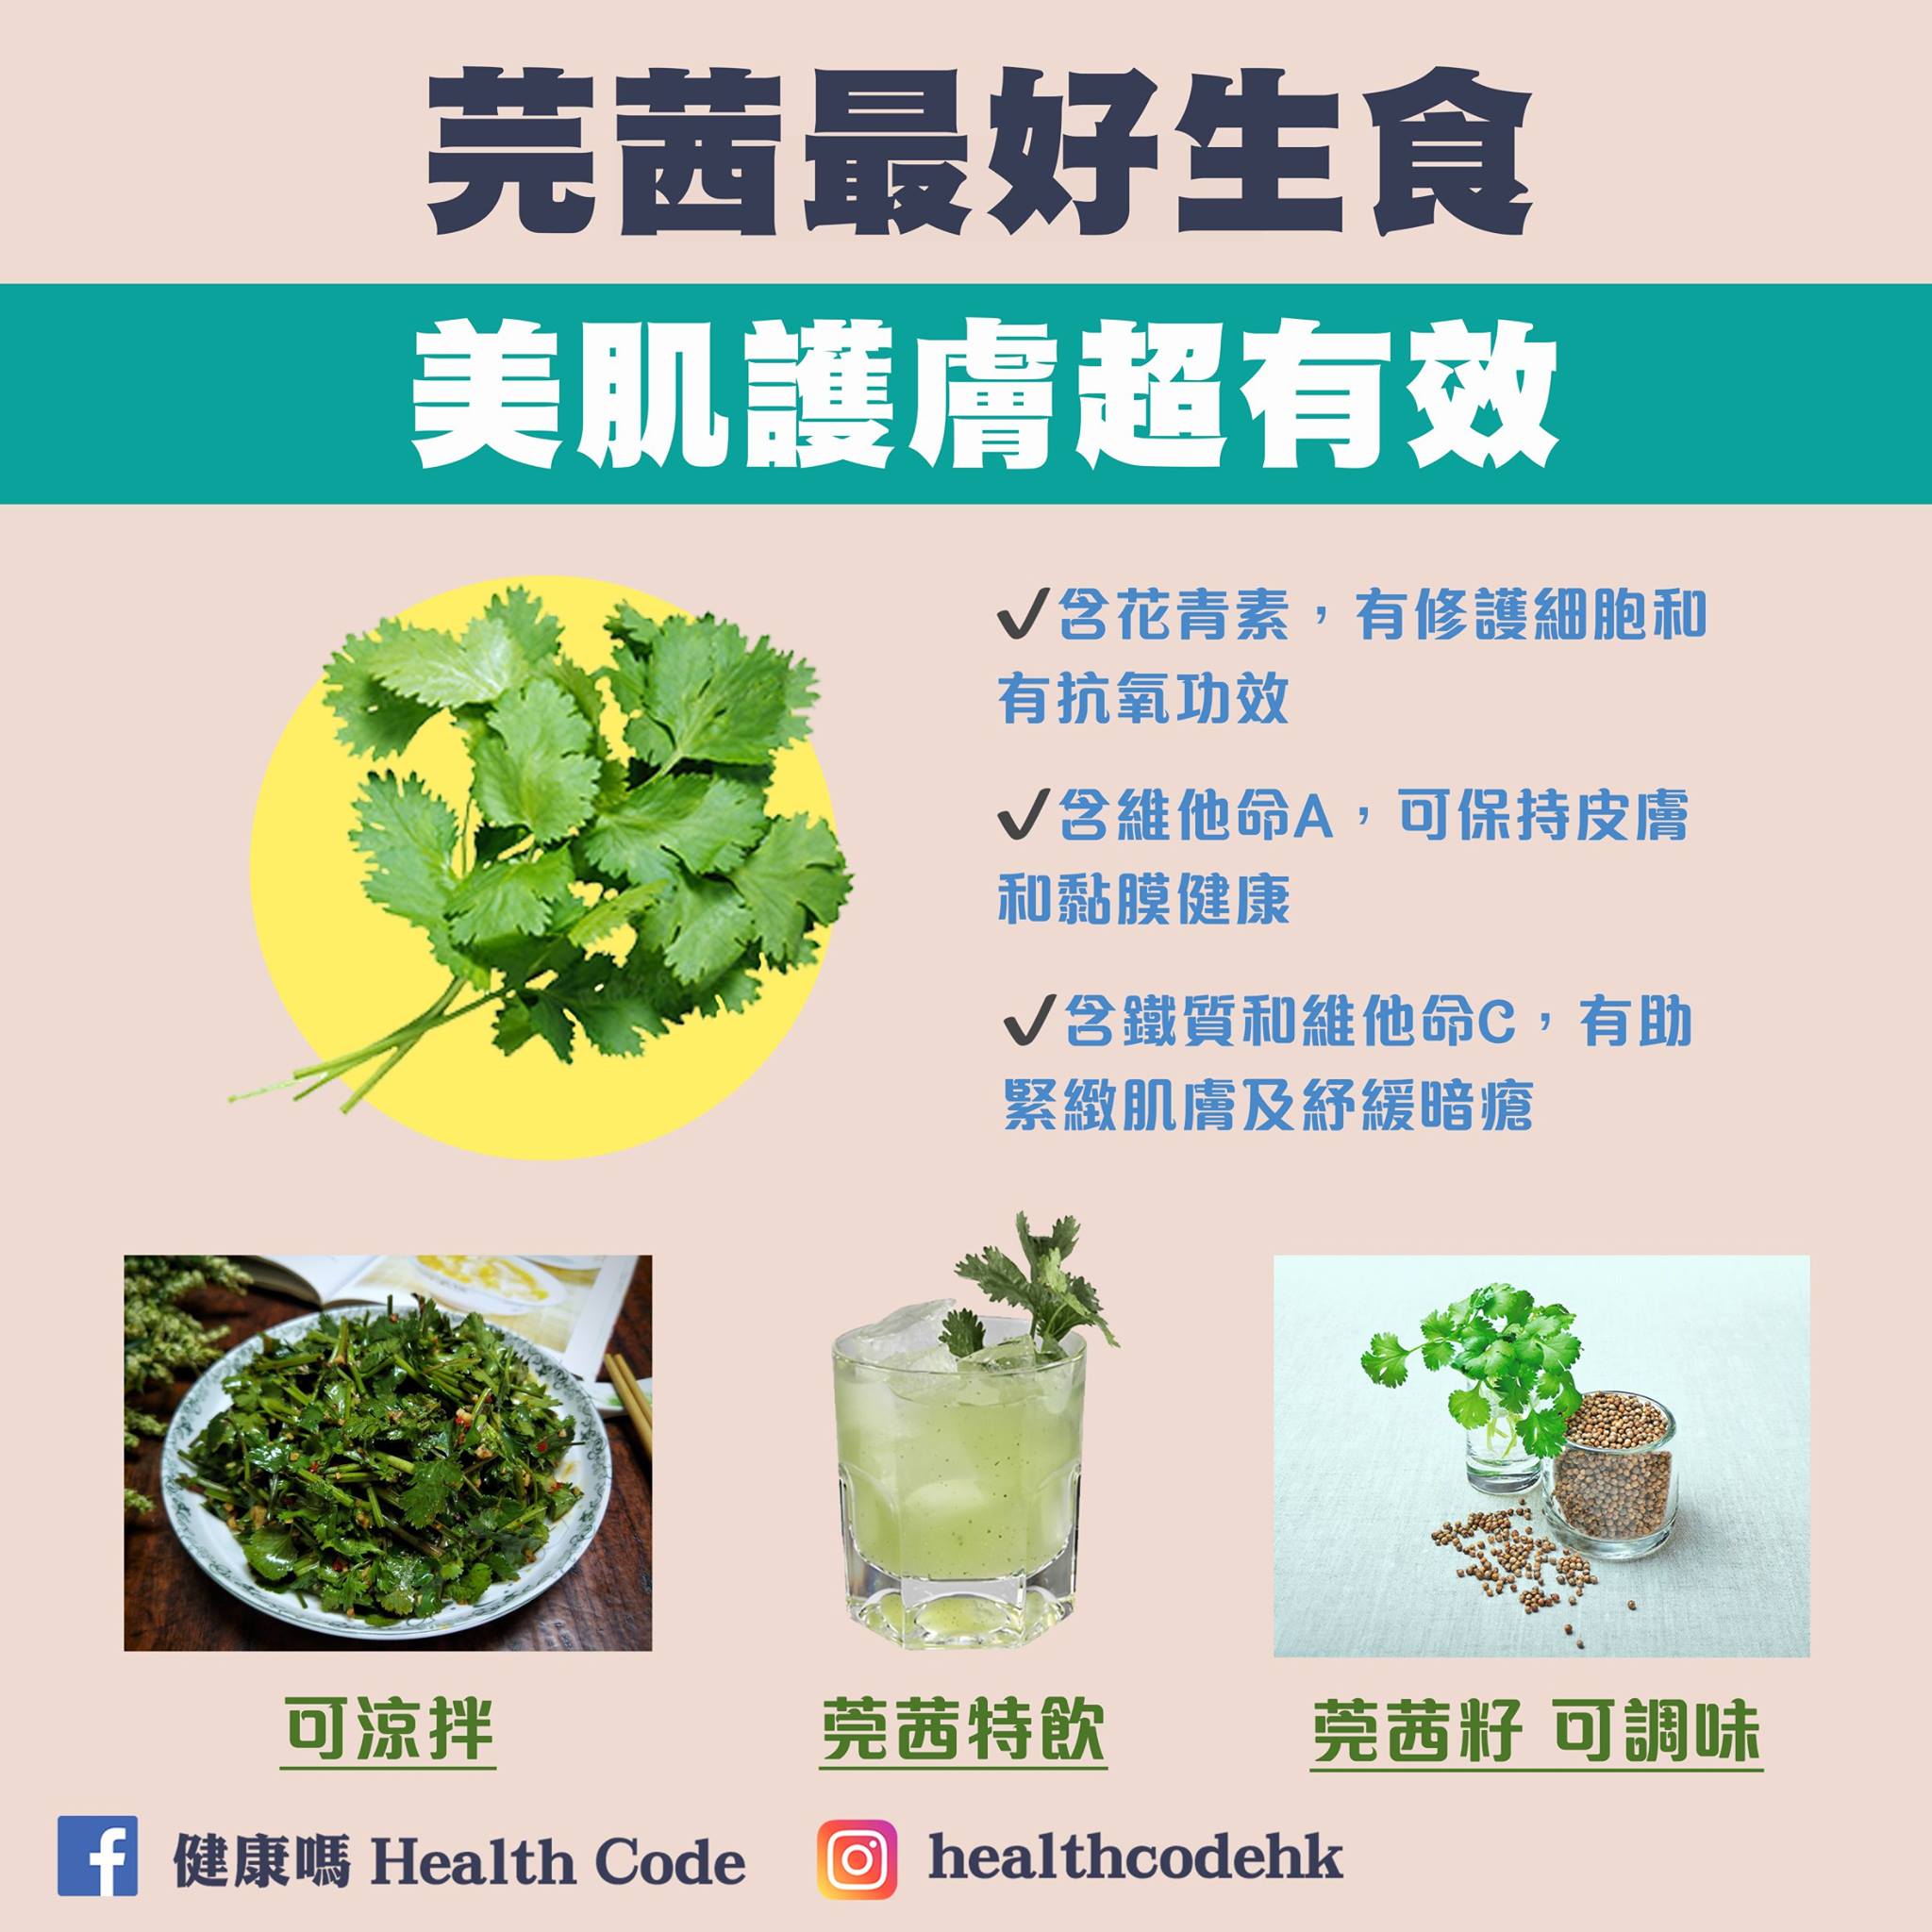 芫茜最好生食
美肌護膚超有效
✓含花青素，有修護細胞和
有抗氧功效
✓含維他命A，可保持皮膚
和黏膜健康
✓含鐵質和維他命C，有助
緊緻肌膚及紓緩暗瘡
可涼拌
芫茜特飲
芫茜籽 可調味
健康嗎 Health Code
healthcodehk